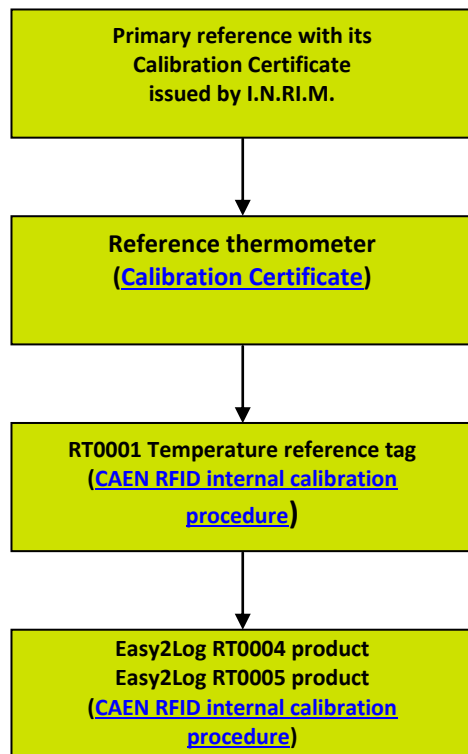 Primary reference with its
Calibration Certificate
issued by I.N.RI.M.
Reference thermometer
(Calibration Certificate)
RT0001 Temperature reference tag
(CAEN RFID internal calibration
procedure)
Easy2Log RT0004 product
Easy2Log RT0005 product
(CAEN RFID internal calibration
procedure)